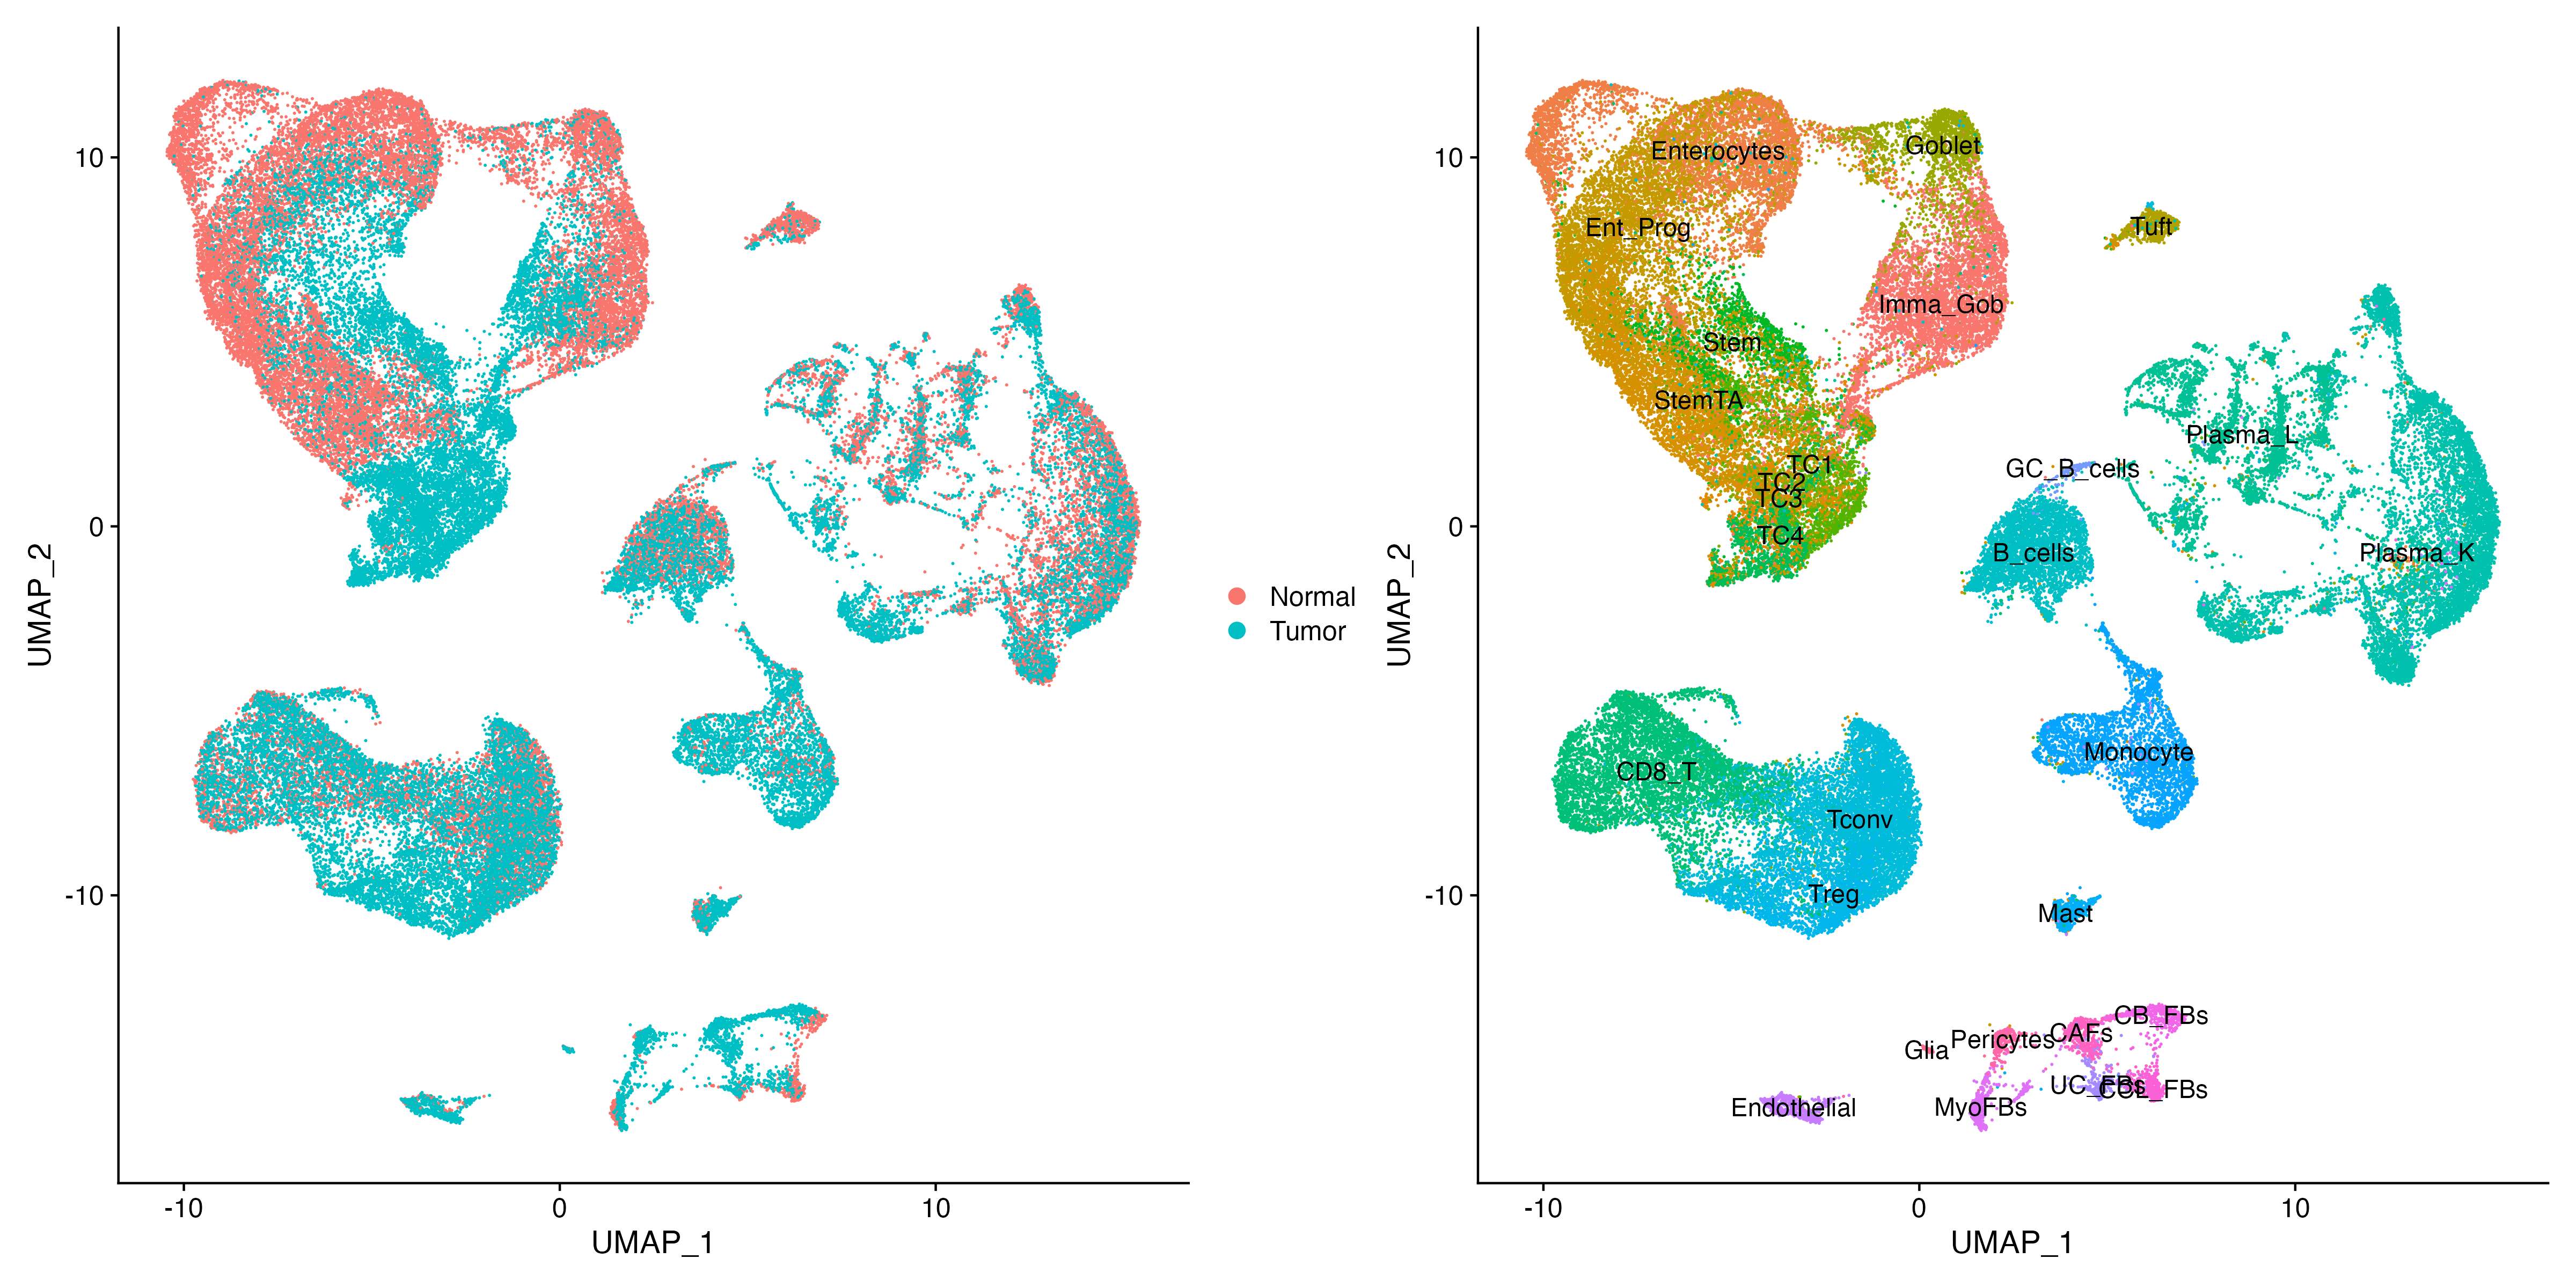 10
0
-10
UMAP_2
-10
0
10
UMAP_1
Normal
Tumor
10
0
-10
UMAP_2
-10
0
10
UMAP_1
Enterocytes
Goblet
Ent_Prog
Tuft
Imma_Gob
Stem
StemTA
Plasma_L
TC1
GC_B_cells
TC2
TC3
TC4
B_cells
Plasma_K
Monocyte
CD8_T
Tconv
Treg
Mast
CB_FBs
CAFs
Pericytes
Glia
UC_FBs
MyoFBs
Endothelial